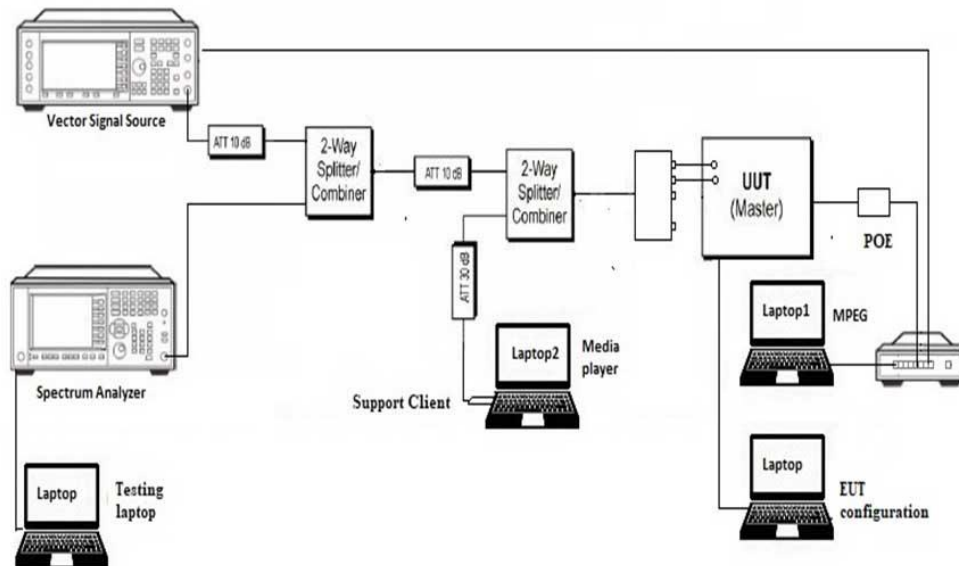 Vector Signal Source
ATT 10 dB
2-Way
Splitter/
Combiner
ATT 10 dB
2-Way
Splitter/
Combiner
UUT
(Master)
POE
ATT 30 dB
Laptop1
MPEG
Laptop2
Media
player
Support Client
Spectrum Analyzer
Laptop
Testing
laptop
Laptop
EUT
configuration